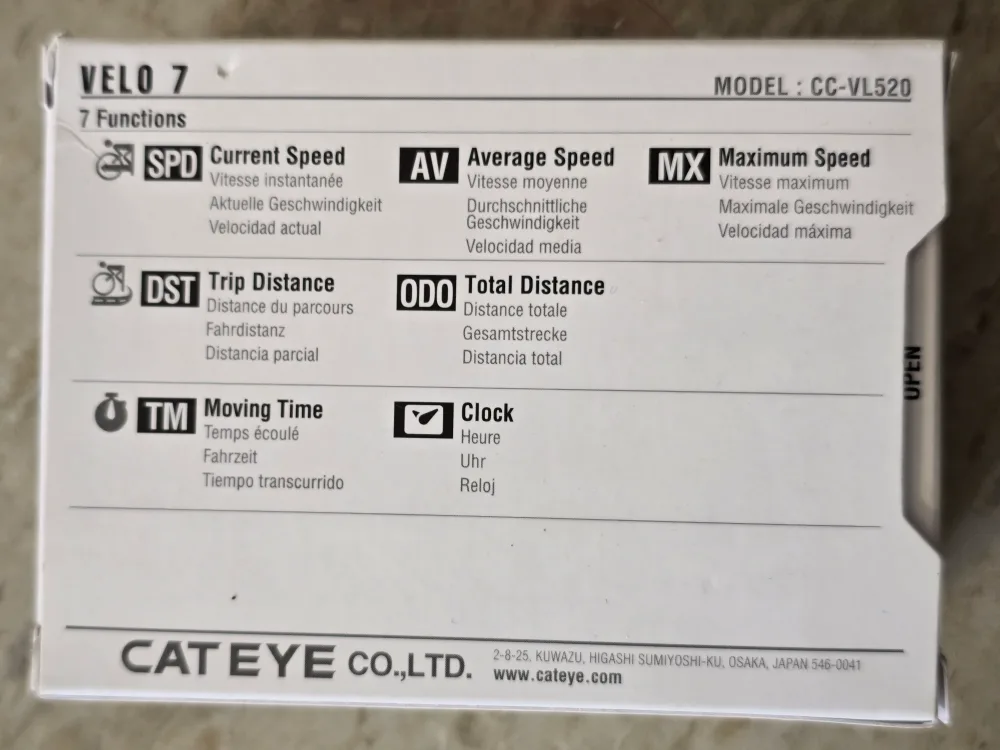 VELO 7
MODEL : CC-VL520
7 Functions
SPD Current Speed
Vitesse instantanée
Aktuelle Geschwindigkeit
Velocidad actual
AV Average Speed
Vitesse moyenne
Durchschnittliche
Geschwindigkeit
Velocidad media
MX Maximum Speed
Vitesse maximum
Maximale Geschwindigkeit
Velocidad máxima
DST Trip Distance
Distance du parcours
Fahrdistanz
Distancia parcial
ODO Total Distance
Distance totale
Gesamtstrecke
Distancia total
TM Moving Time
Temps écoulé
Fahrzeit
Tiempo transcurrido
Clock
Heure
Uhr
Reloj
OPEN
CAT EYE CO.,LTD.
2-8-25, KUWAZU, HIGASHI SUMIYOSHI-KU, OSAKA, JAPAN 546-0041
www.cateye.com